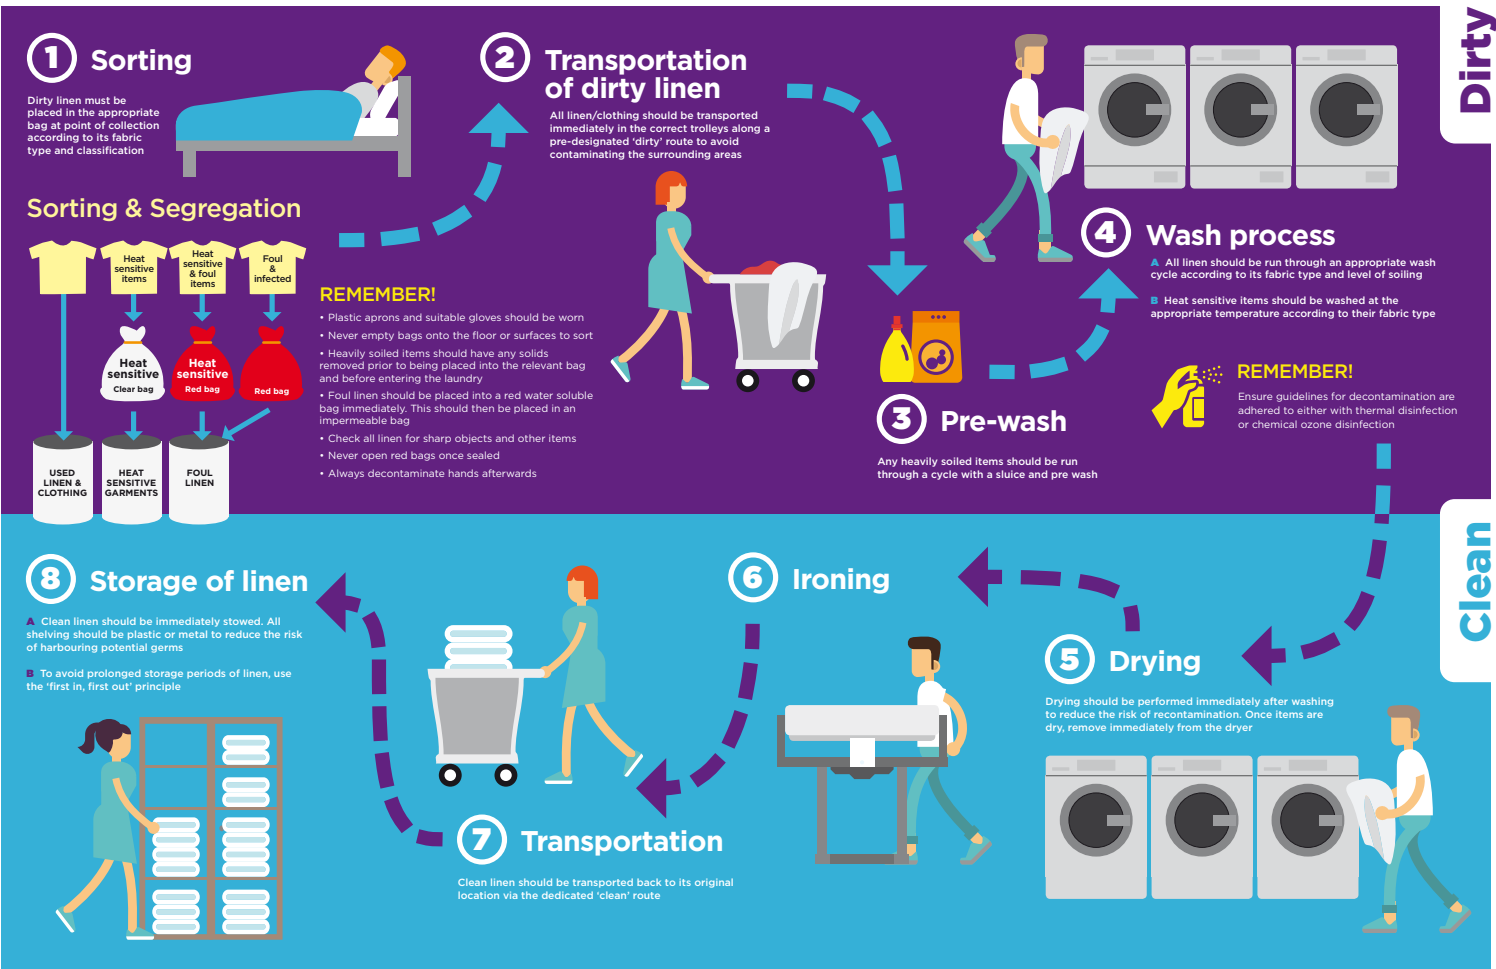 Dirty
1 Sorting
Dirty linen must be
placed in the appropriate
bag at point of collection
according to its fabric
type and classification
Sorting & Segregation
Heat
sensitive
items
Heat
sensitive
& foul
items
Foul
&
infected
Heat
sensitive
Clear bag
Heat
sensitive
Red bag
Red bag
USED
LINEN &
CLOTHING
HEAT
SENSITIVE
GARMENTS
FOUL
LINEN
REMEMBER!
• Plastic aprons and suitable gloves should be worn
• Never empty bags onto the floor or surfaces to sort
• Heavily soiled items should have any solids
removed prior to being placed into the relevant bag
and before entering the laundry
• Foul linen should be placed into a red water soluble
bag immediately. This should then be placed in an
impermeable bag
• Check all linen for sharp objects and other items
• Never open red bags once sealed
• Always decontaminate hands afterwards
2 Transportation
of dirty linen
All linen/clothing should be transported
immediately in the correct trolleys along a
pre-designated ‘dirty’ route to avoid
contaminating the surrounding areas
3 Pre-wash
Any heavily soiled items should be run
through a cycle with a sluice and pre wash
4 Wash process
A All linen should be run through an appropriate wash
cycle according to its fabric type and level of soiling
B Heat sensitive items should be washed at the
appropriate temperature according to their fabric type
REMEMBER!
Ensure guidelines for decontamination are
adhered to either with thermal disinfection
or chemical ozone disinfection
Clean
5 Drying
Drying should be performed immediately after washing
to reduce the risk of recontamination. Once items are
dry, remove immediately from the dryer
6 Ironing
7 Transportation
Clean linen should be transported back to its original
location via the dedicated ‘clean’ route
8 Storage of linen
A Clean linen should be immediately stowed. All
shelving should be plastic or metal to reduce the risk
of harbouring potential germs
B To avoid prolonged storage periods of linen, use
the ‘first in, first out’ principle